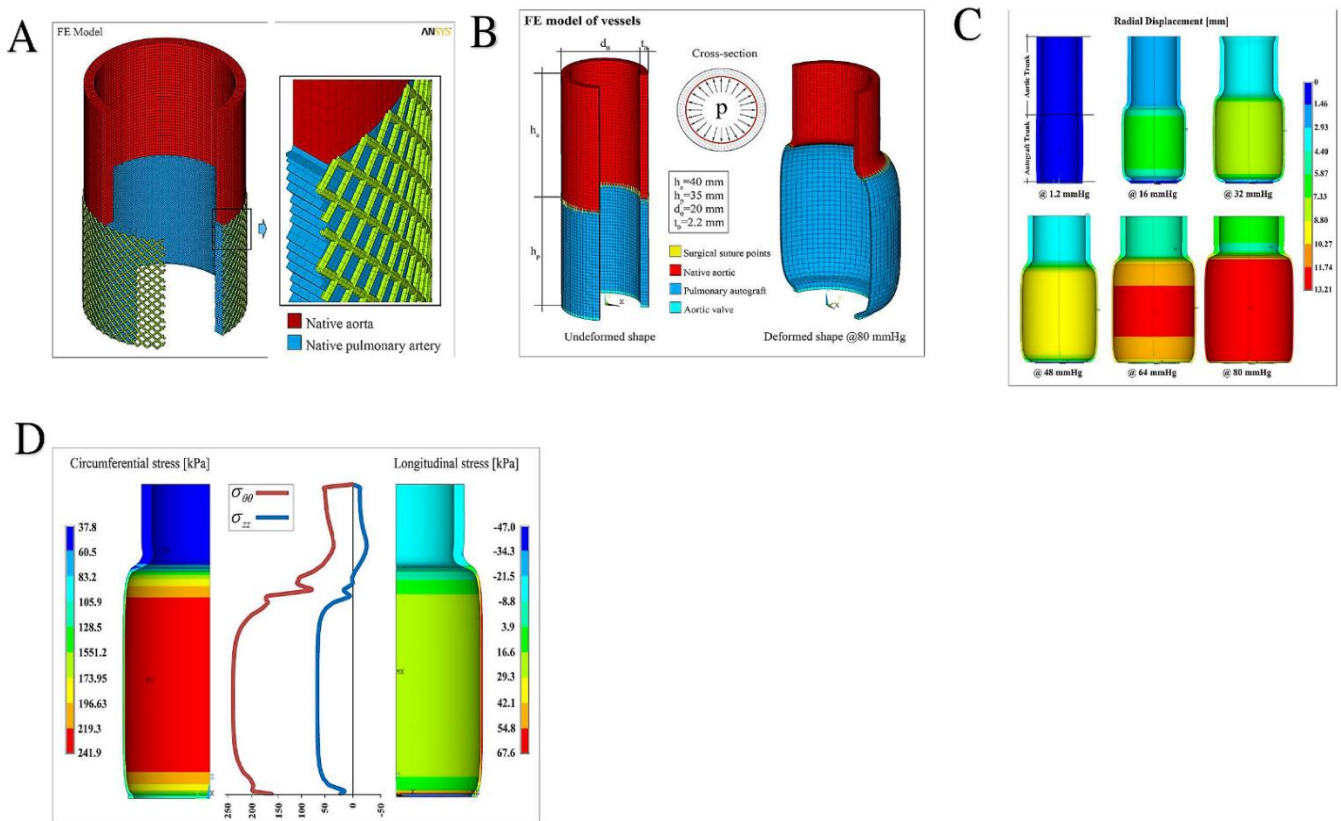 A
FE Model
ANSYS
Native aorta
Native pulmonary artery
B
FE model of vessels
d0
t0
Cross-section
p
ha
hp
ha=40 mm
hp=35 mm
d0=20 mm
t0=2.2 mm
Surgical suture points
Native aortic
Pulmonary autograft
Aortic valve
X
X
Undeformed shape
Deformed shape @80 mmHg
C
Radial Displacement [mm]
Aortic Trunk
Autograft Trunk
@ 1.2 mmHg
@ 16 mmHg
@ 32 mmHg
@ 48 mmHg
@ 64 mmHg
@ 80 mmHg
0
1.46
2.93
4.40
5.87
7.33
8.80
10.27
11.74
13.21
D
Circumferential stress [kPa]
37.8
60.5
83.2
105.9
128.5
1551.2
173.95
196.63
219.3
241.9
σθθ
σzz
200
150
100
50
0
-50
Longitudinal stress [kPa]
-47.0
-34.3
-21.5
-8.8
3.9
16.6
29.3
42.1
54.8
67.6